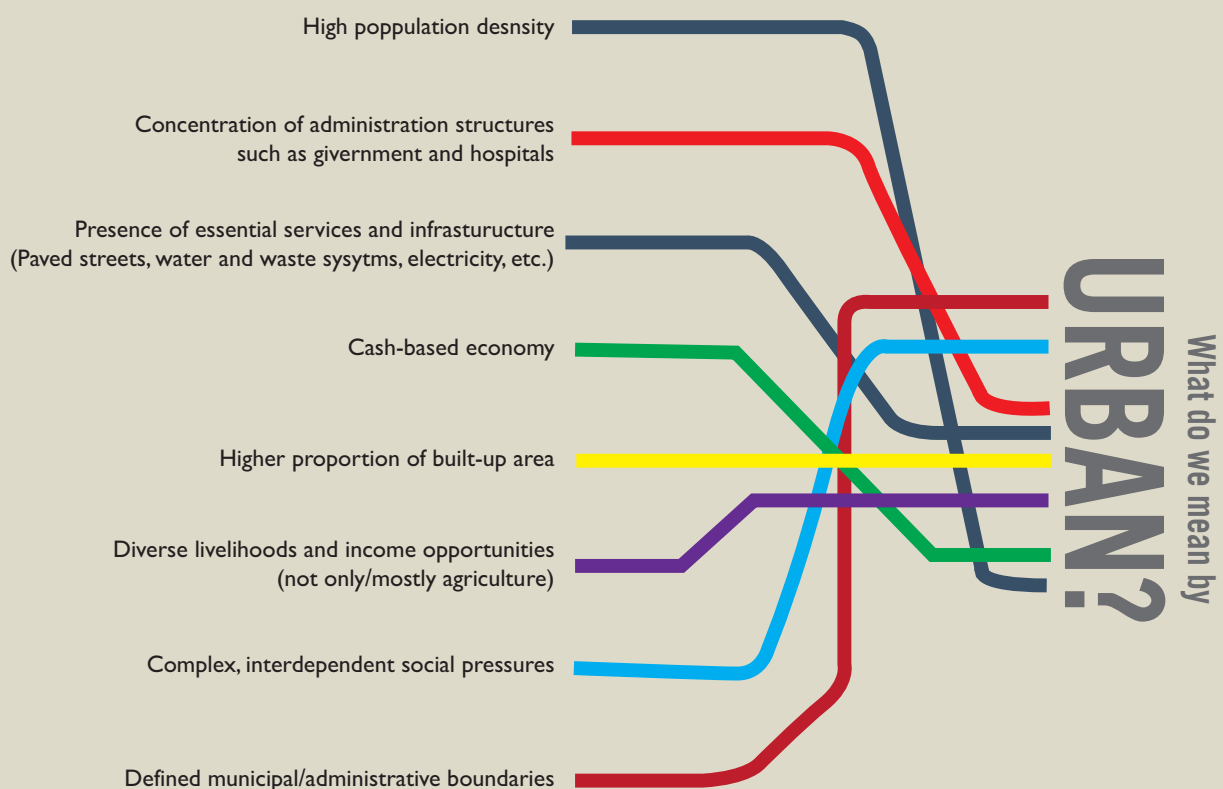 High poppulation desnsity
Concentration of administration structures
such as givernment and hospitals
Presence of essential services and infrasturucture
(Paved streets, water and waste sysytms, electricity, etc.)
Cash-based economy
Higher proportion of built-up area
Diverse livelihoods and income opportunities
(not only/mostly agriculture)
Complex, interdependent social pressures
Defined municipal/administrative boundaries
What do we mean by
URBAN?